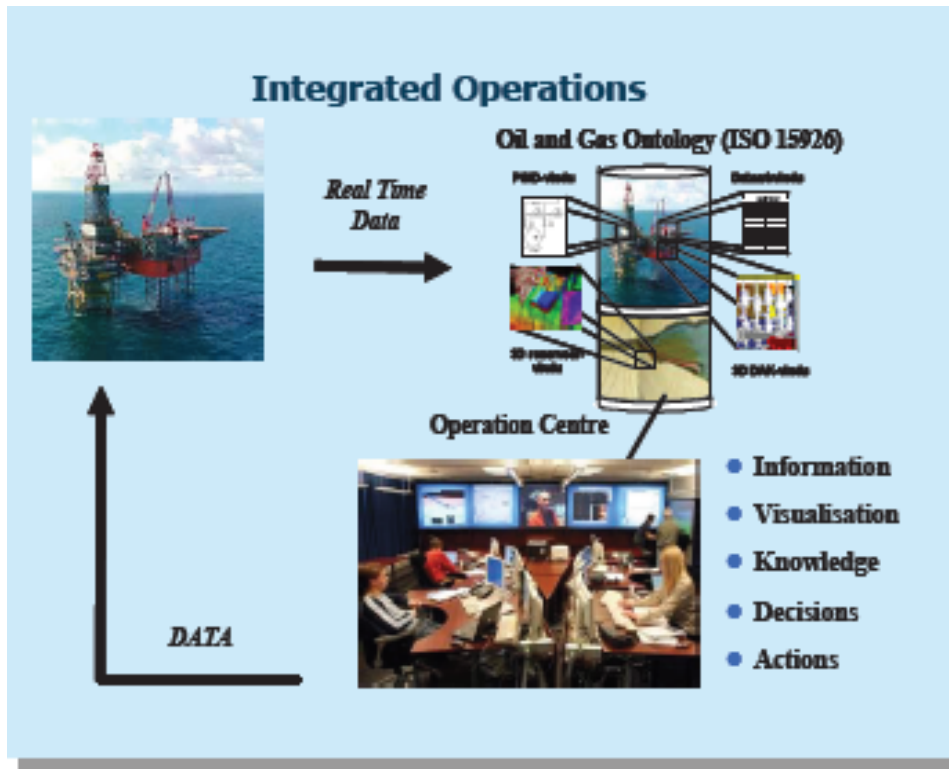 Integrated Operations
Oil and Gas Ontology (ISO 15926)
Real Time
Data
Operation Centre
Information
Visualisation
Knowledge
Decisions
Actions
DATA